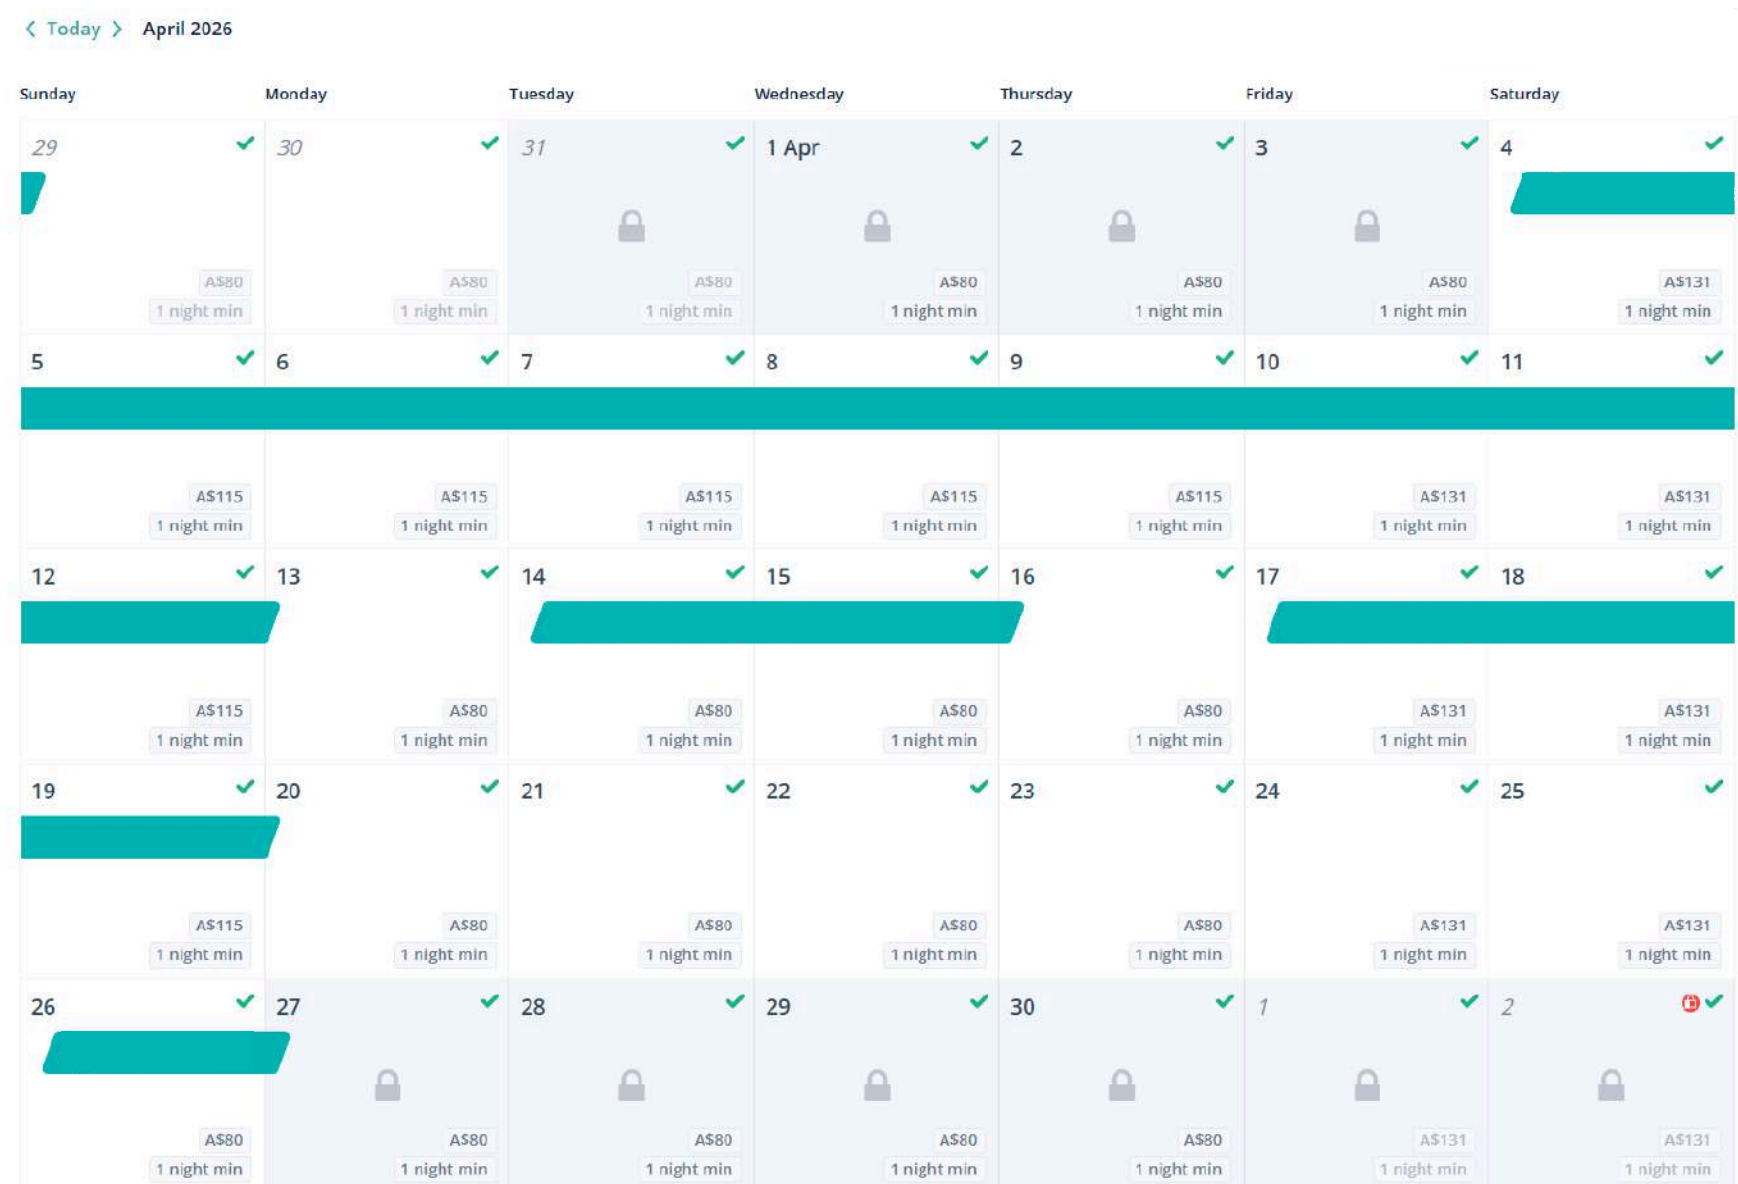 Today April 2026
Sunday Monday Tuesday Wednesday Thursday Friday Saturday
29 30 31 1 Apr 2 3 4
A$80 A$80 A$80 A$80 A$80 A$80 A$131
1 night min 1 night min 1 night min 1 night min 1 night min 1 night min 1 night min
5 6 7 8 9 10 11
A$115 A$115 A$115 A$115 A$115 A$131 A$131
1 night min 1 night min 1 night min 1 night min 1 night min 1 night min 1 night min
12 13 14 15 16 17 18
A$115 A$80 A$80 A$80 A$80 A$131 A$131
1 night min 1 night min 1 night min 1 night min 1 night min 1 night min 1 night min
19 20 21 22 23 24 25
A$115 A$80 A$80 A$80 A$80 A$131 A$131
1 night min 1 night min 1 night min 1 night min 1 night min 1 night min 1 night min
26 27 28 29 30 1 2
A$80 A$80 A$80 A$80 A$80 A$131 A$131
1 night min 1 night min 1 night min 1 night min 1 night min 1 night min 1 night min